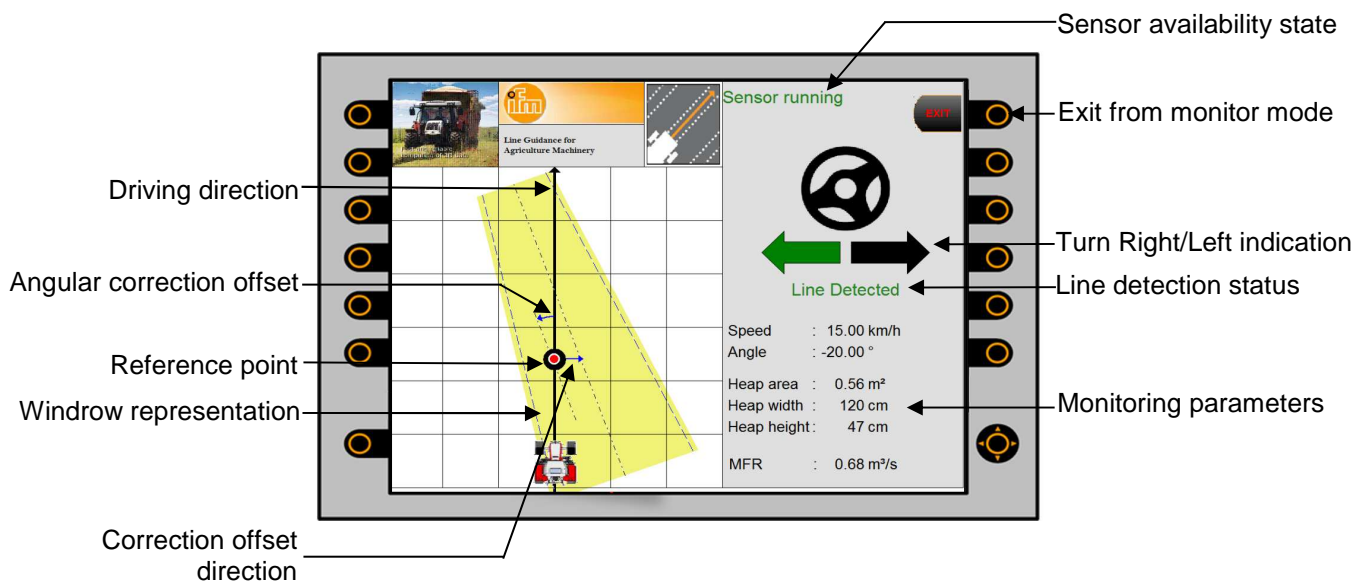 Sensor availability state
Sensor running
EXIT
Exit from monitor mode
ifm
Line Guidance for
Agriculture Machinery
Driving direction
Turn Right/Left indication
Angular correction offset
Line Detected
Line detection status
Speed : 15.00 km/h
Angle : -20.00 °
Reference point
Heap area : 0.56 m²
Heap width : 120 cm
Heap height : 47 cm
Windrow representation
Monitoring parameters
MFR : 0.68 m³/s
Correction offset
direction